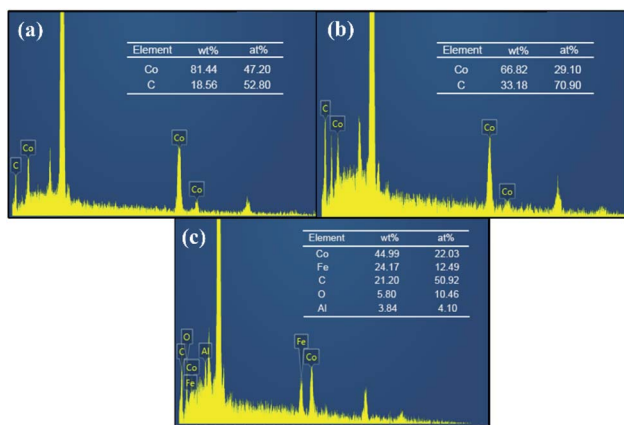 (a)
Element wt% at%
Co 81.44 47.20
C 18.56 52.80
C
Co
Co
Co
(b)
Element wt% at%
Co 66.82 29.10
C 33.18 70.90
C
Co
Co
Co
(c)
Element wt% at%
Co 44.99 22.03
Fe 24.17 12.49
C 21.20 50.92
O 5.80 10.46
Al 3.84 4.10
O
C
Al
Co
Fe
Fe
Co